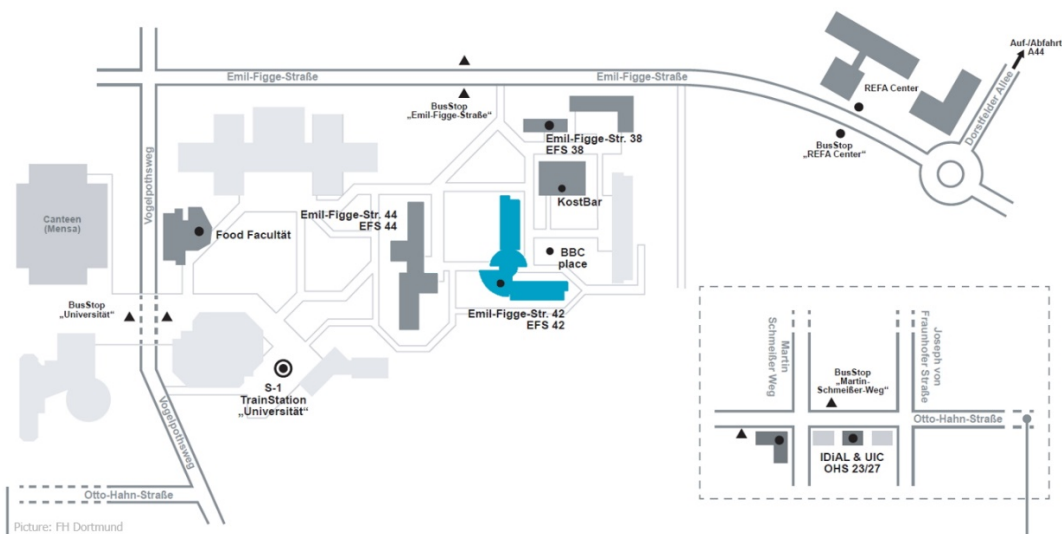 Auf-/Abfahrt
A44
Emil-Figge-Straße
Emil-Figge-Straße
REFA Center
Dorstfelder Allee
BusStop
„Emil-Figge-Straße“
BusStop
„REFA Center“
Emil-Figge-Str. 38
EFS 38
Vogelpothsweg
KostBar
Canteen
(Mensa)
Food Facultät
Emil-Figge-Str. 44
EFS 44
BBC
place
BusStop
„Universität“
Emil-Figge-Str. 42
EFS 42
S-1
TrainStation
„Universität“
Vogelpothsweg
Martin
Schmeißer Weg
Joseph von
Fraunhofer Straße
BusStop
„Martin-
Schmeißer-Weg“
Otto-Hahn-Straße
IDiAL & UIC
OHS 23/27
Otto-Hahn-Straße
Picture: FH Dortmund